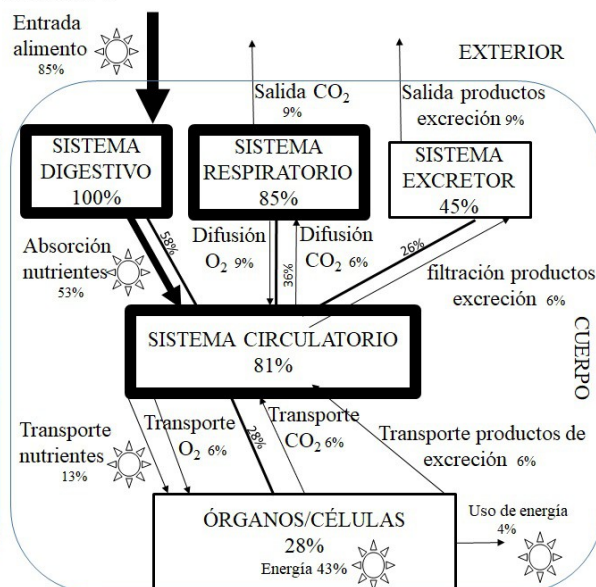 Entrada
alimento
85%
EXTERIOR
Salida CO2
9%
Salida productos
excreción 9%
SISTEMA
DIGESTIVO
100%
SISTEMA
RESPIRATORIO
85%
SISTEMA
EXCRETOR
45%
Absorción
nutrientes
53%
58%
Difusión
O2 9%
36%
Difusión
CO2 6%
26%
filtración productos
excreción 6%
SISTEMA CIRCULATORIO
81%
CUERPO
Transporte
nutrientes
13%
Transporte
O2 6%
28%
Transporte
CO2 6%
Transporte productos de
excreción 6%
ÓRGANOS/CÉLULAS
28%
Energía 43%
Uso de energía
4%